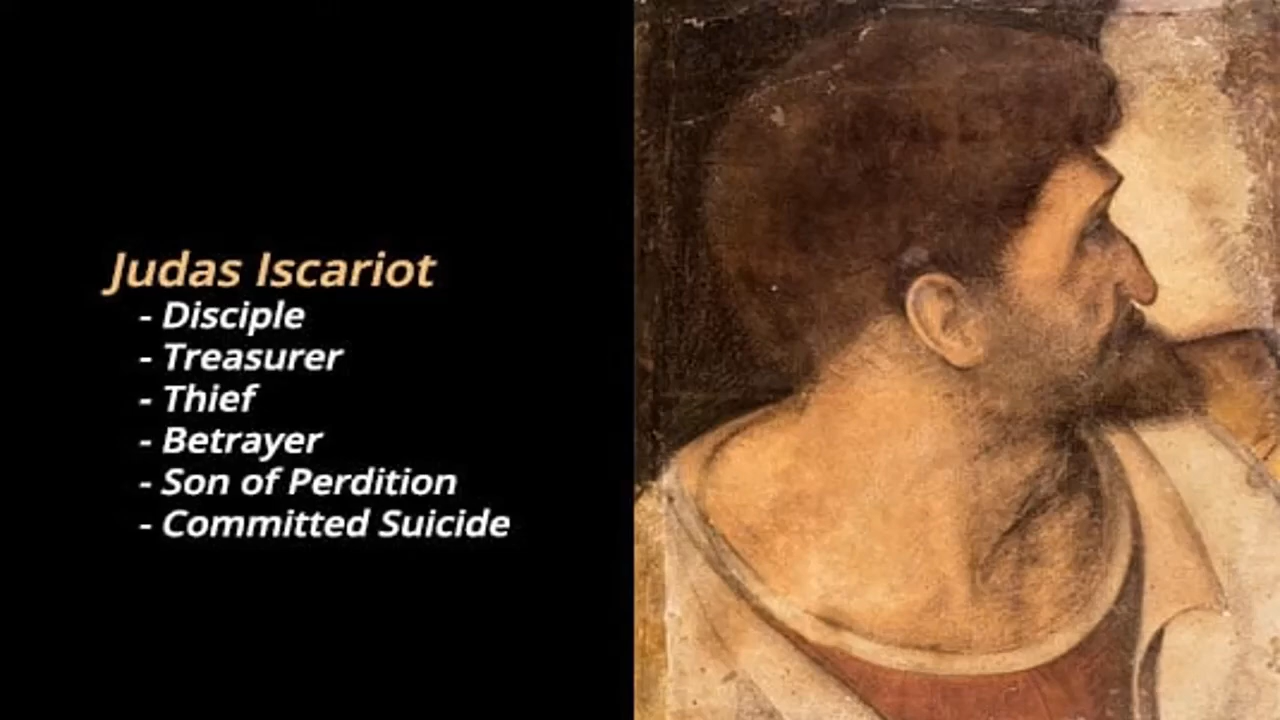 Judas Iscariot
- Disciple
- Treasurer
- Thief
- Betrayer
- Son of Perdition
- Committed Suicide